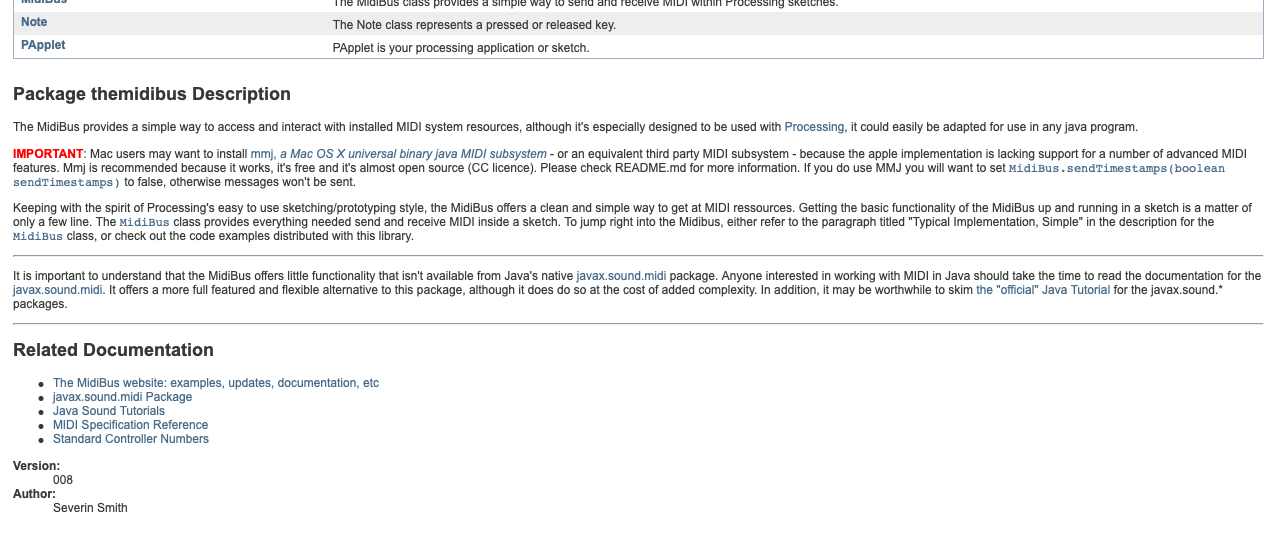 MidiBus The MidiBus class provides a simple way to send and receive MIDI within Processing sketches.
Note The Note class represents a pressed or released key.
PApplet PApplet is your processing application or sketch.
Package themidibus Description
The MidiBus provides a simple way to access and interact with installed MIDI system resources, although it's especially designed to be used with Processing, it could easily be adapted for use in any java program.
IMPORTANT: Mac users may want to install mmj, a Mac OS X universal binary java MIDI subsystem - or an equivalent third party MIDI subsystem - because the apple implementation is lacking support for a number of advanced MIDI
features. Mmj is recommended because it works, it's free and it's almost open source (CC licence). Please check README.md for more information. If you do use MMJ you will want to set MidiBus.sendTimestamps(boolean
sendTimestamps) to false, otherwise messages won't be sent.
Keeping with the spirit of Processing's easy to use sketching/prototyping style, the MidiBus offers a clean and simple way to get at MIDI ressources. Getting the basic functionality of the MidiBus up and running in a sketch is a matter of
only a few line. The MidiBus class provides everything needed send and receive MIDI inside a sketch. To jump right into the Midibus, either refer to the paragraph titled "Typical Implementation, Simple" in the description for the
MidiBus class, or check out the code examples distributed with this library.
It is important to understand that the MidiBus offers little functionality that isn't available from Java's native javax.sound.midi package. Anyone interested in working with MIDI in Java should take the time to read the documentation for the
javax.sound.midi. It offers a more full featured and flexible alternative to this package, although it does do so at the cost of added complexity. In addition, it may be worthwhile to skim the "official" Java Tutorial for the javax.sound.*
packages.
Related Documentation
• The MidiBus website: examples, updates, documentation, etc
• javax.sound.midi Package
• Java Sound Tutorials
• MIDI Specification Reference
• Standard Controller Numbers
Version:
008
Author:
Severin Smith